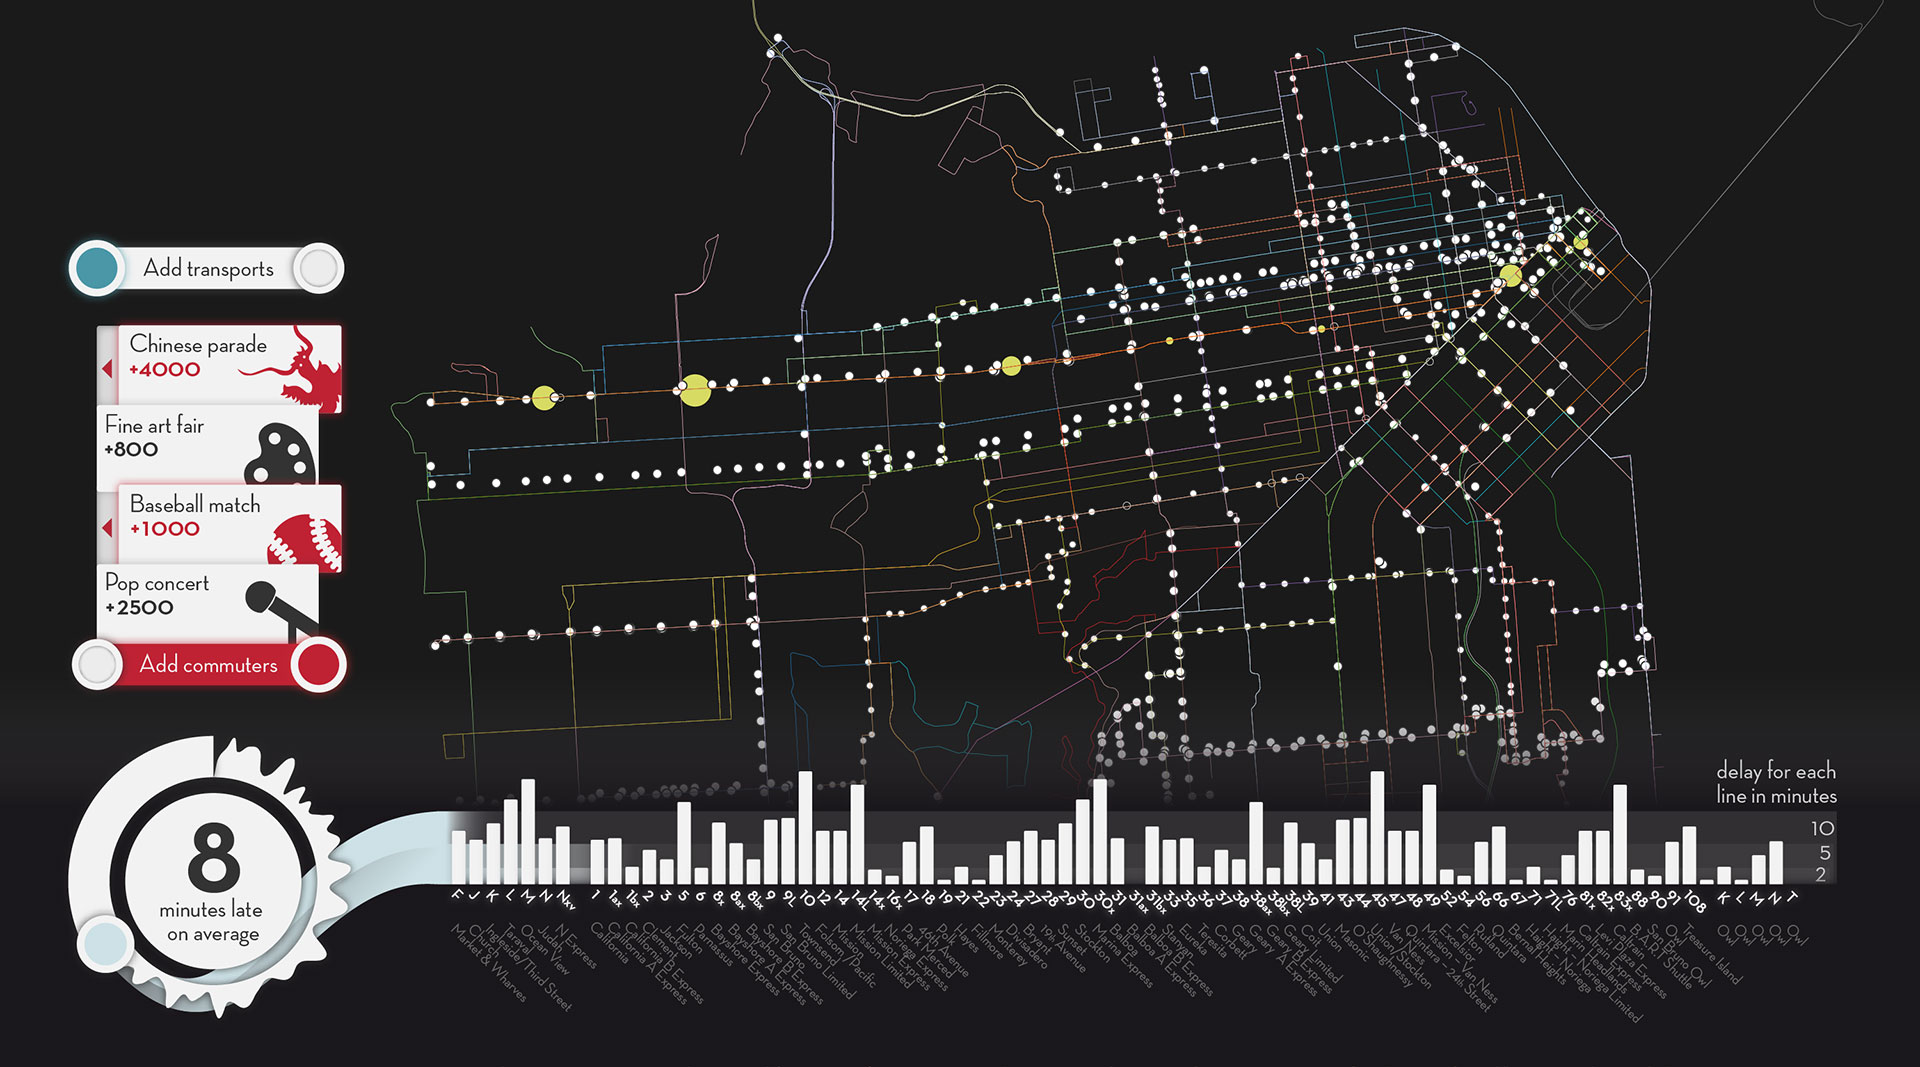 Add transports
Chinese parade
+4000
Fine art fair
+800
Baseball match
+1000
Pop concert
+2500
Add commuters
8
minutes late
on average
delay for each
line in minutes
10
5
2
F
J
K
L
M
N
1
1ax
1bx
2
3
5
6
8x
8ax
8bx
9
9L
10
12
14
14L
14x
16x
17
18
19
21
22
23
24
27
28
29
30
30x
31
31ax
31bx
33
35
36
37
38
38ax
38bx
38L
39
41
43
44
45
47
48
49
52
54
56
66
67
71
71L
76
81x
82x
83x
88
90
91
108
K
L
M
N
T
Market & Wharves
Church
Ingleside/Third Street
Taraval
Ocean View
Judah
N Express
California
California A Express
California B Express
Clement
Jackson
Fulton
Parnassus
Bayshore Express
Bayshore A Express
Bayshore B Express
San Bruno
San Bruno Limited
Townsend
Folsom/Pacific
Mission
Mission Limited
Mission Express
Noriega Express
Park Merced
46th Avenue
Polk
Hayes
Fillmore
Monterey
Divisadero
Bryant
19th Avenue
Sunset
Stockton
Marina Express
Balboa
Balboa A Express
Balboa B Express
Stanyan
Eureka
Teresita
Corbett
Geary
Geary A Express
Geary B Express
Geary Limited
Coit
Union
Masonic
O'Shaughnessy
Union/Stockton
Van Ness
Quintara - 24th Street
Mission - Van Ness
Excelsior
Felton
Rutland
Quintara
Bernal Heights
Haight - Noriega
Haight - Noriega Limited
Marin Headlands
Caltrain Express
Levi Plaza Express
Caltrain
B.A.R.T Shuttle
San Bruno Owl
Owl
Treasure Island
Owl
Owl
Owl
Owl
Owl